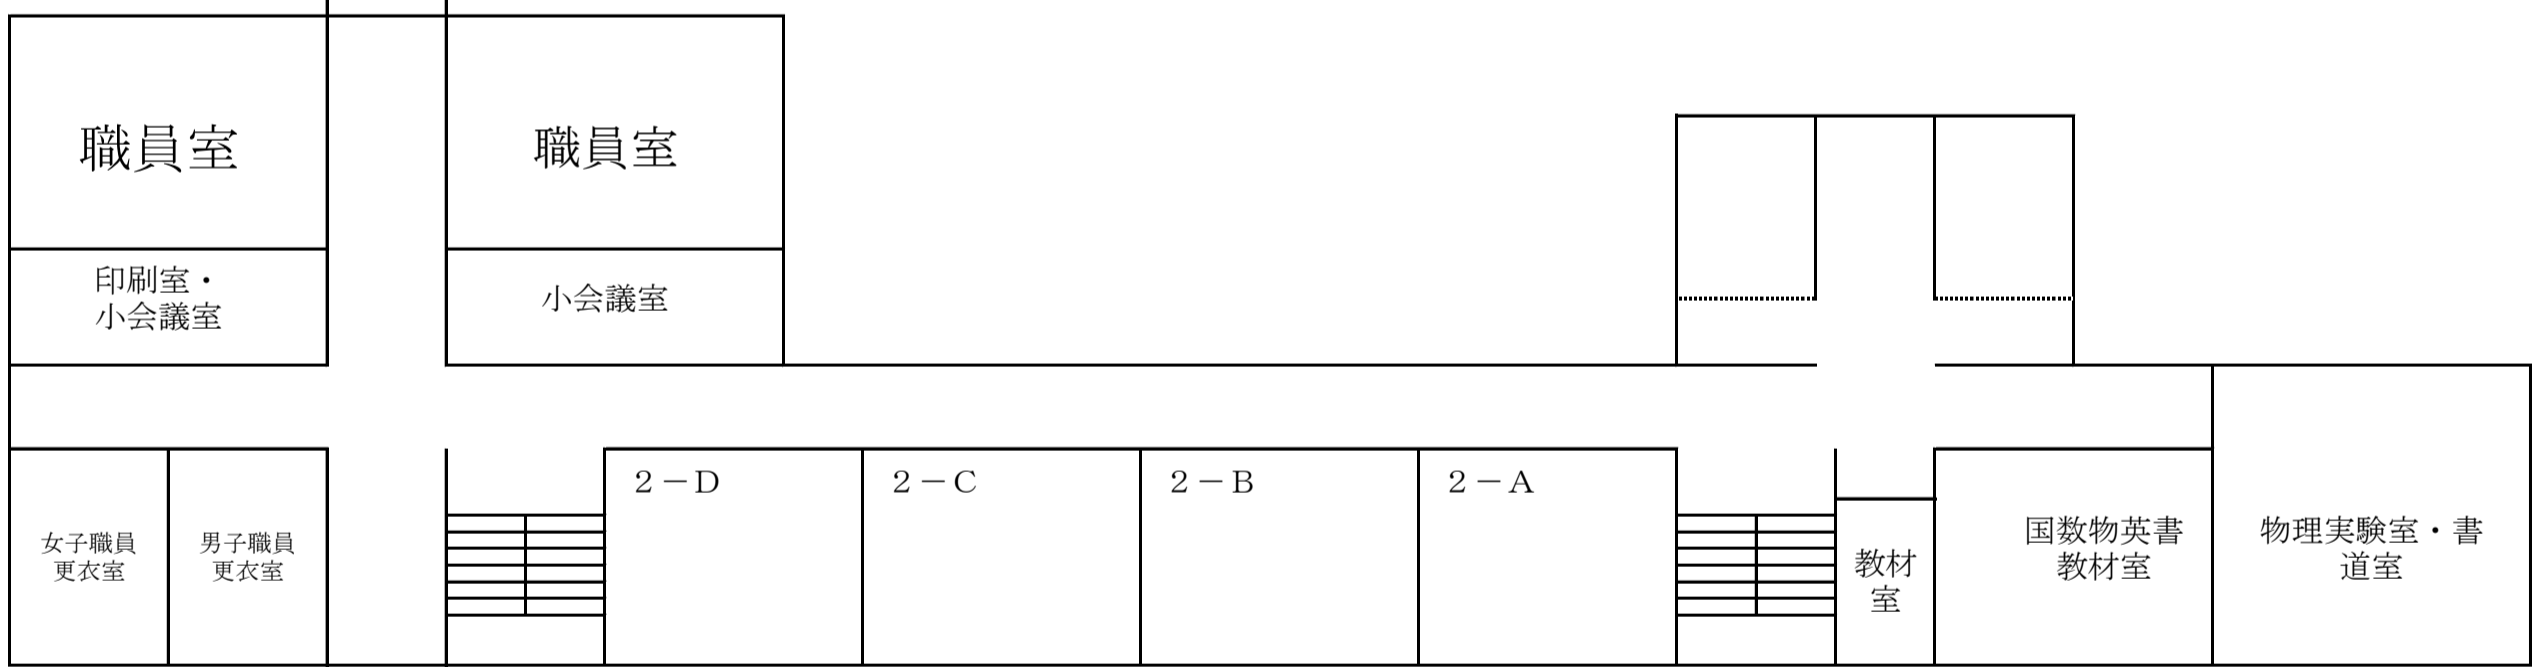 職員室
職員室
印刷室・
小会議室
小会議室
２－Ｄ
２－Ｃ
２－Ｂ
２－Ａ
女子職員
更衣室
男子職員
更衣室
教材
室
国数物英書
教材室
物理実験室・書
道室